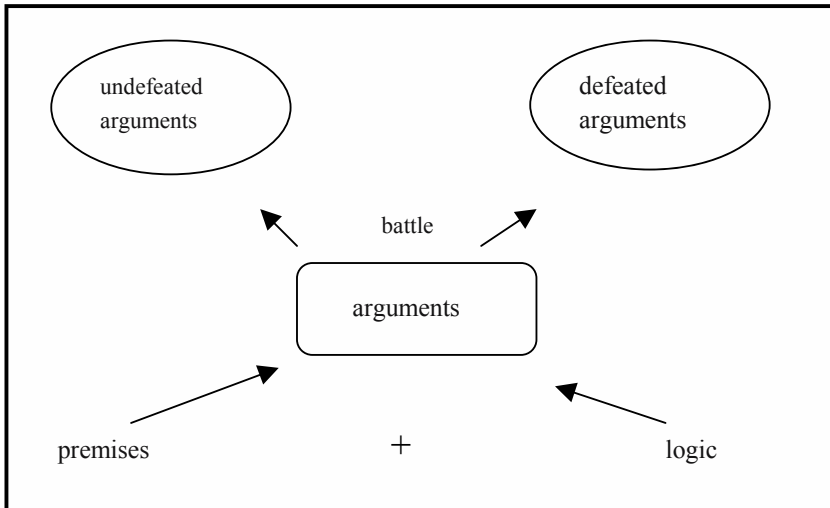 undefeated
arguments
defeated
arguments
battle
arguments
premises
+
logic